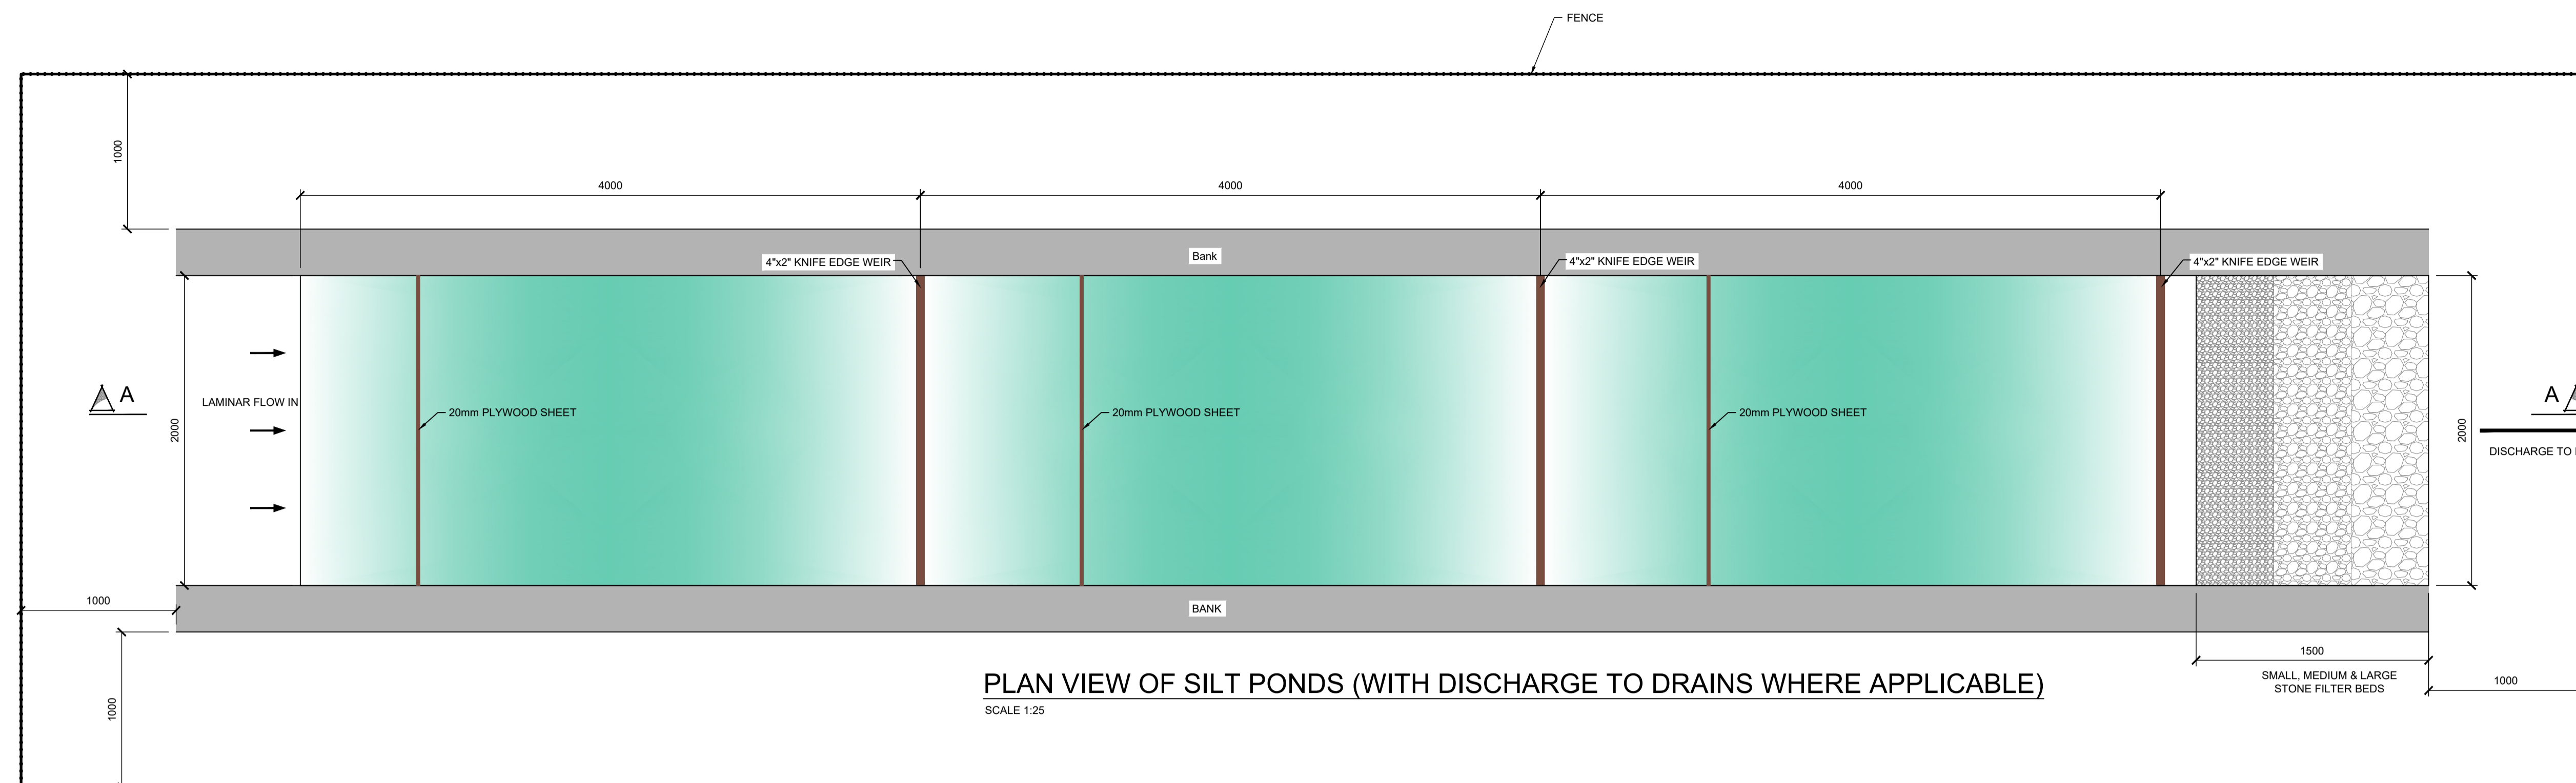 FENCE
1000
4000
4000
4000
Bank
4"x2" KNIFE EDGE WEIR
4"x2" KNIFE EDGE WEIR
4"x2" KNIFE EDGE WEIR
A
LAMINAR FLOW IN
2000
20mm PLYWOOD SHEET
20mm PLYWOOD SHEET
20mm PLYWOOD SHEET
2000
A
DISCHARGE TO
1000
BANK
1000
1500
SMALL, MEDIUM & LARGE
STONE FILTER BEDS
1000
PLAN VIEW OF SILT PONDS (WITH DISCHARGE TO DRAINS WHERE APPLICABLE)
SCALE 1:25